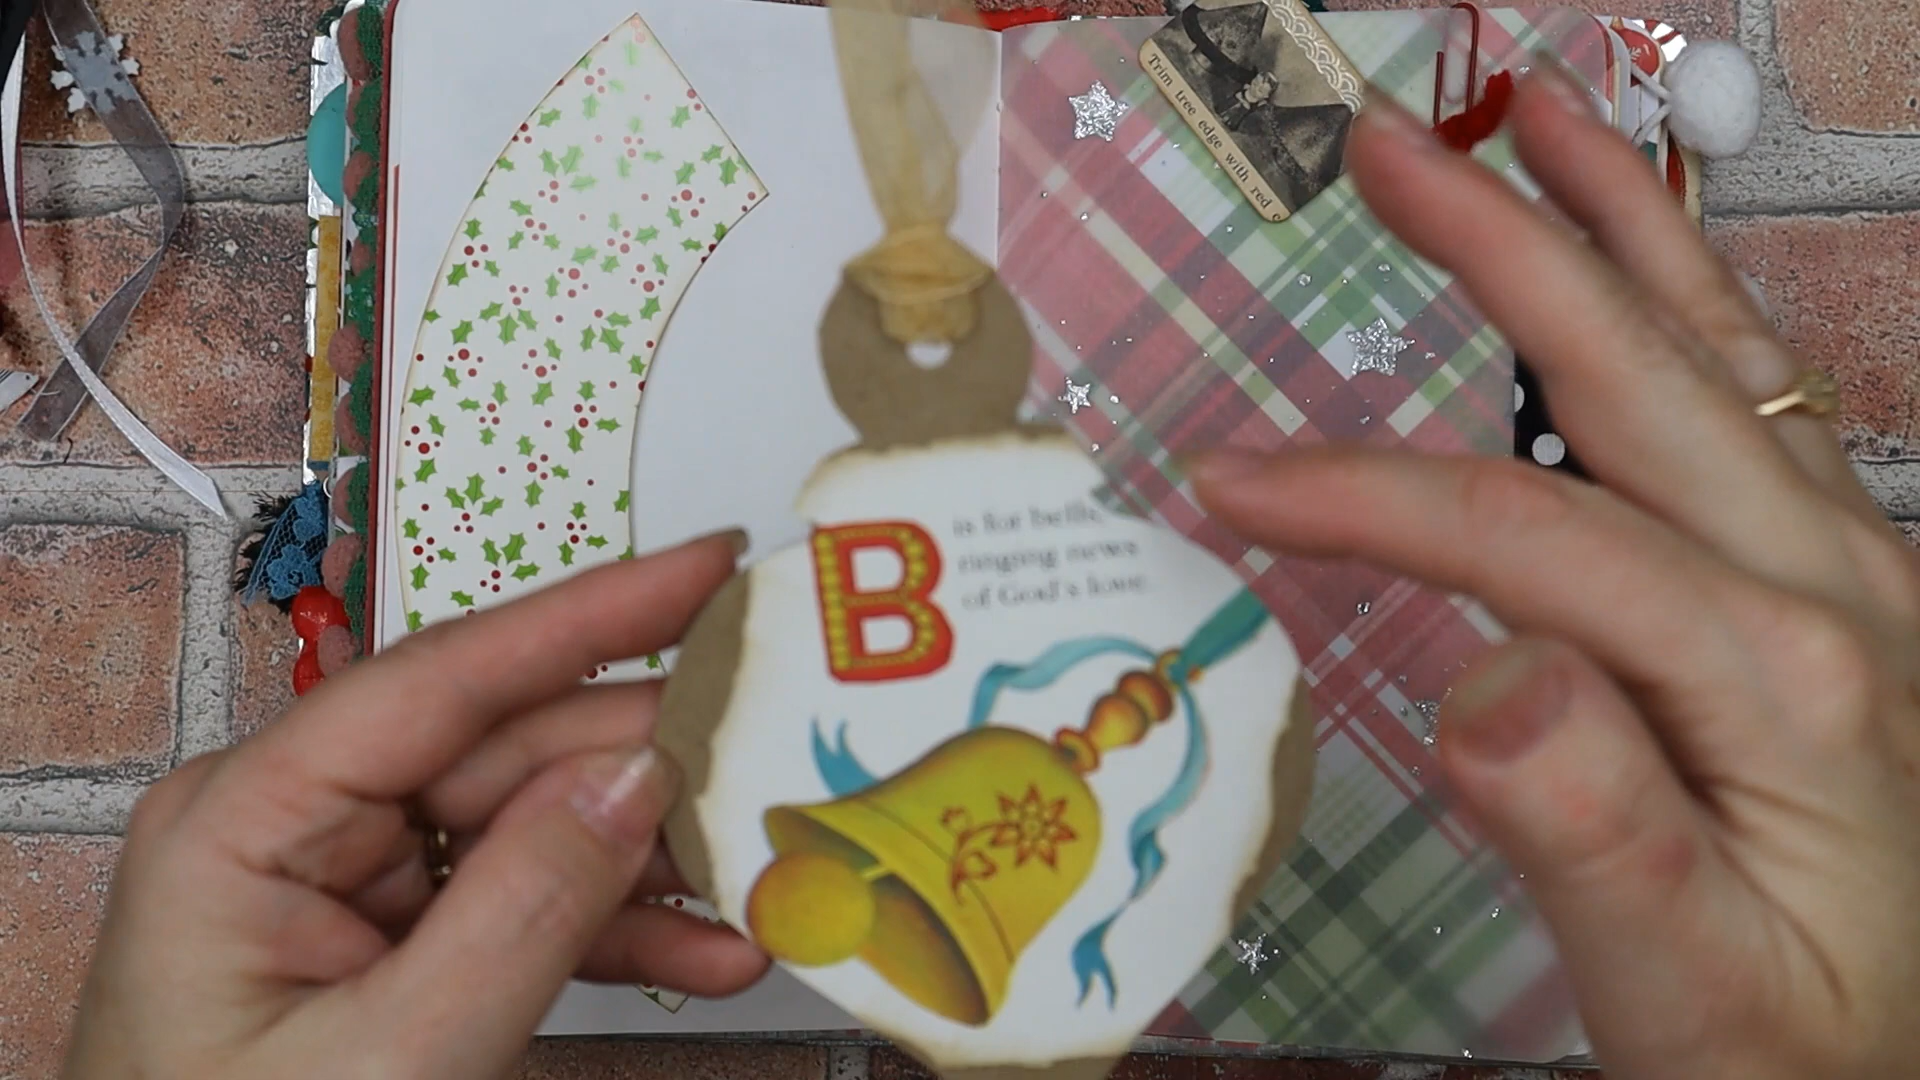 Trim tree edge with red
B
is for bells,
ringing news
of God's love.